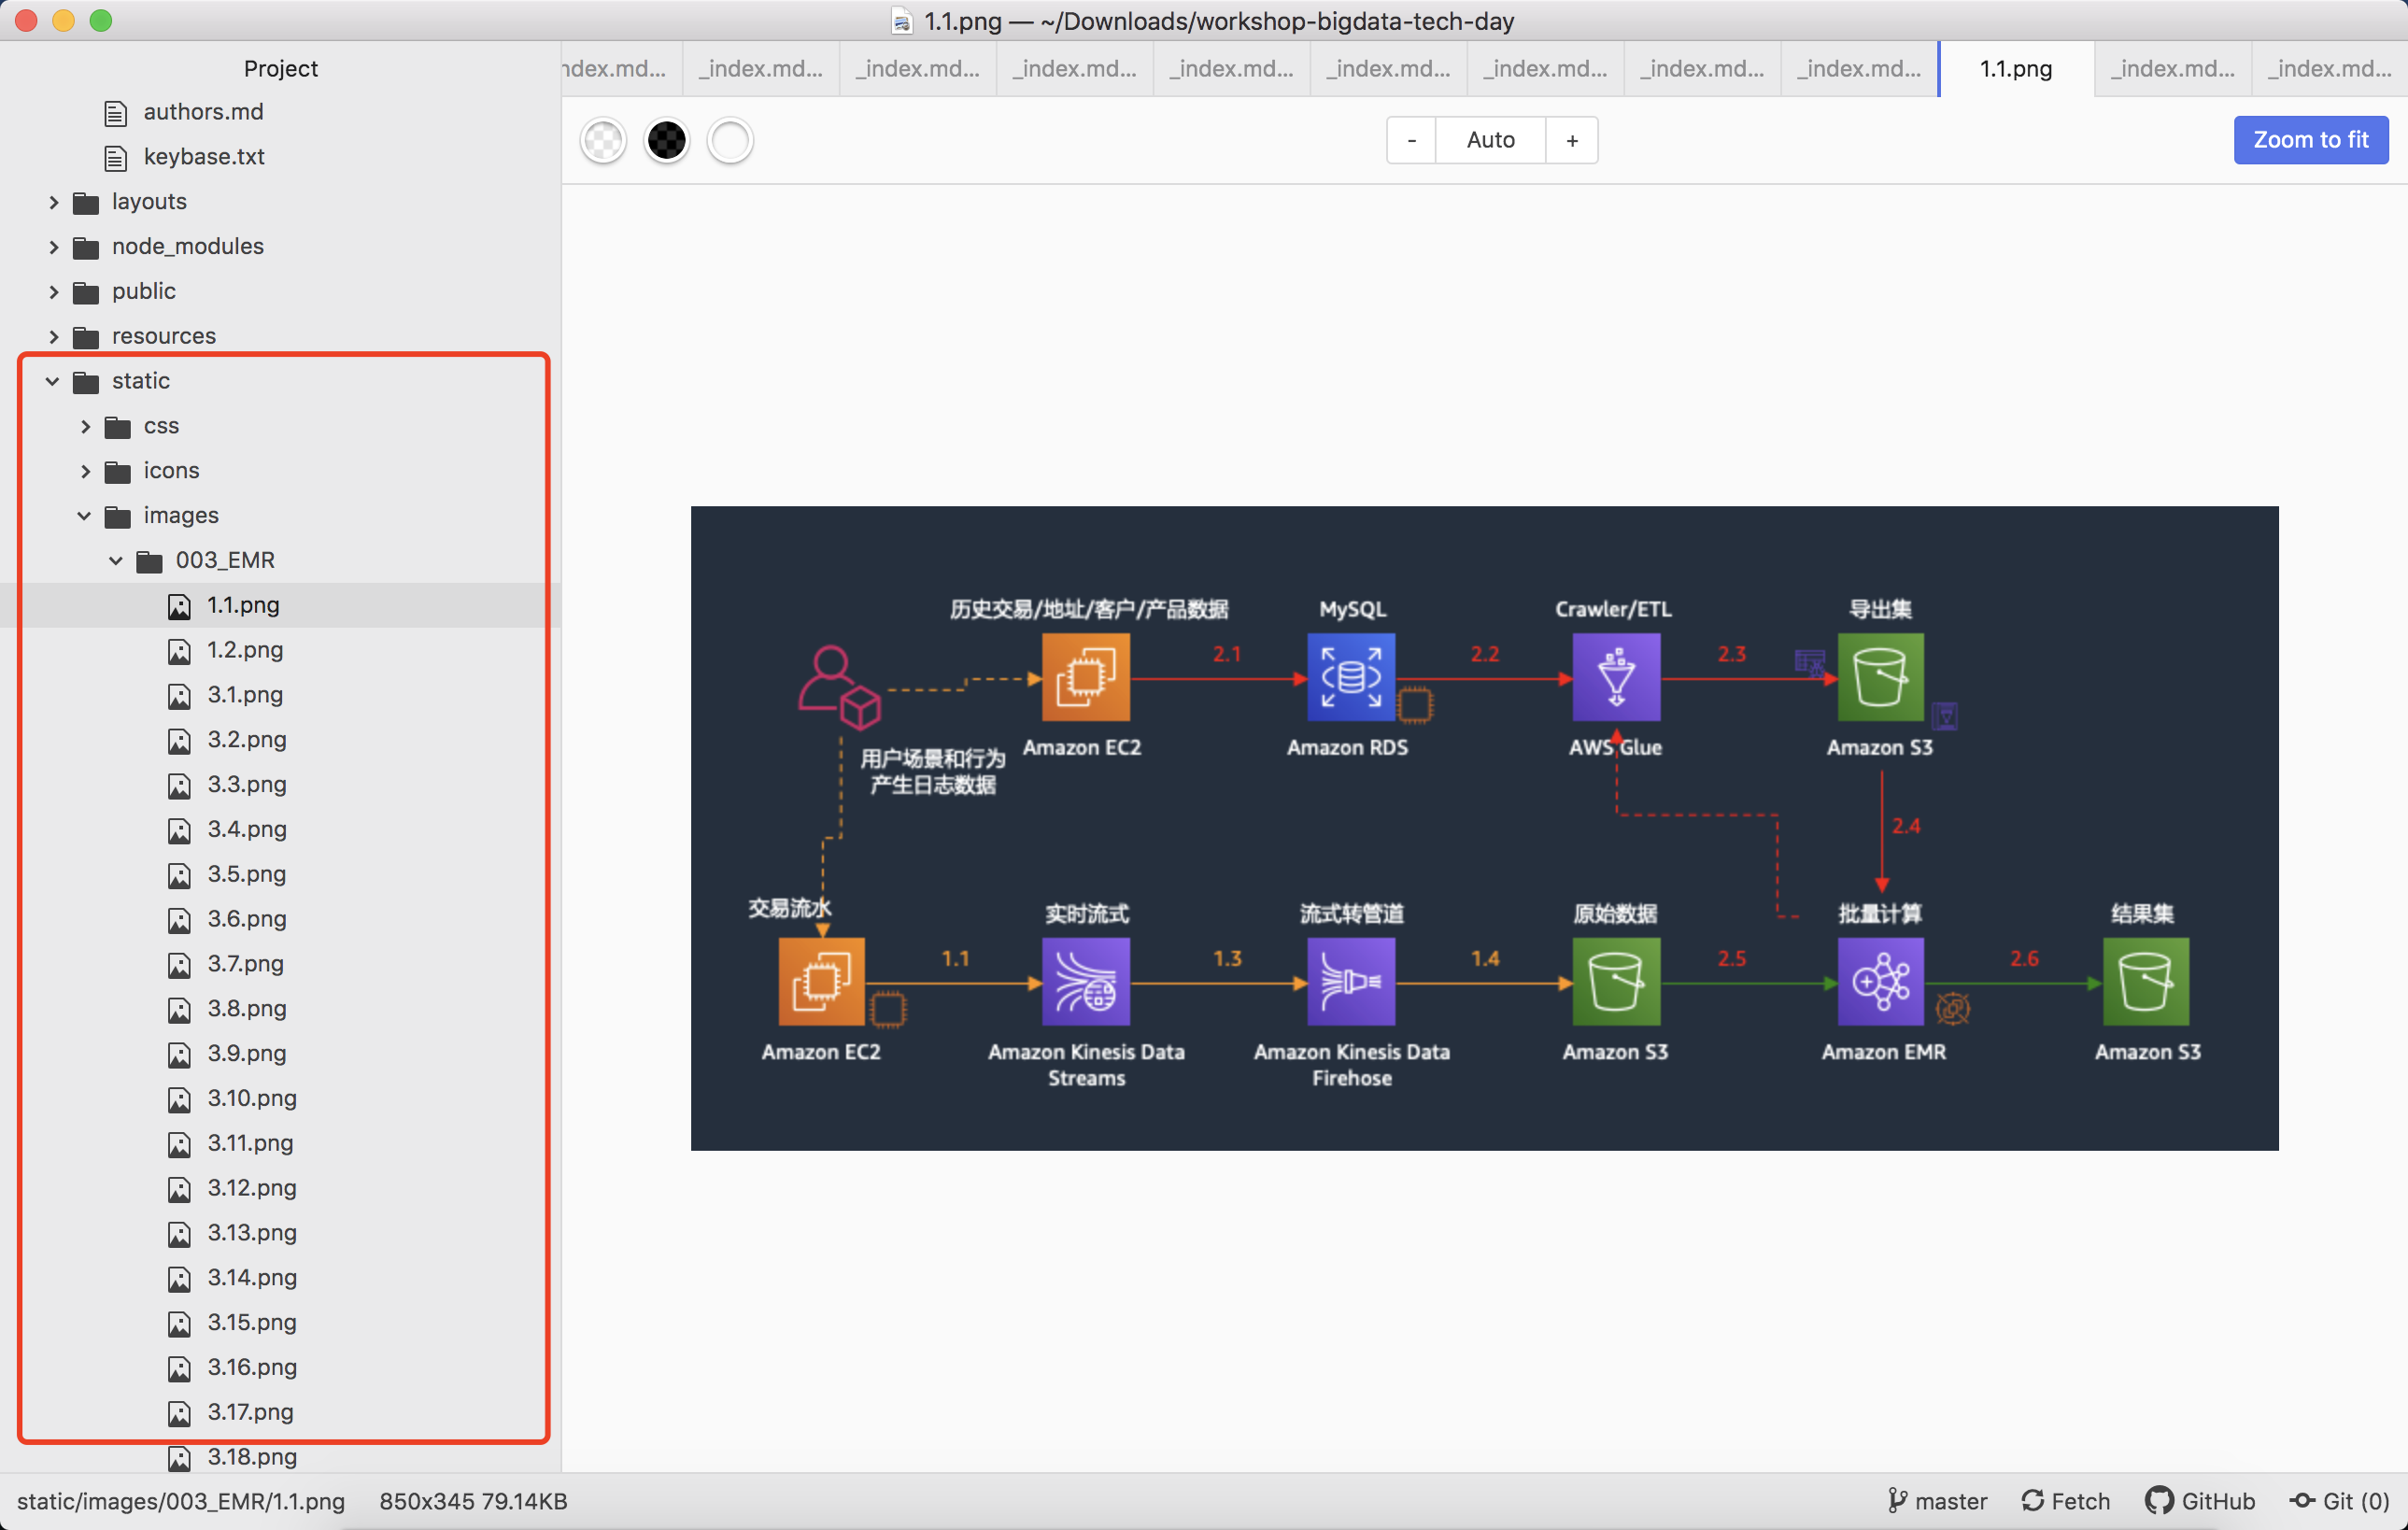 1.1.png — ~/Downloads/workshop-bigdata-tech-day
Project
authors.md
keybase.txt
layouts
node_modules
public
resources
static
css
icons
images
003_EMR
1.1.png
1.2.png
3.1.png
3.2.png
3.3.png
3.4.png
3.5.png
3.6.png
3.7.png
3.8.png
3.9.png
3.10.png
3.11.png
3.12.png
3.13.png
3.14.png
3.15.png
3.16.png
3.17.png
3.18.png
ndex.md... _index.md... _index.md... _index.md... _index.md... _index.md... _index.md... _index.md... _index.md... 1.1.png _index.md... _index.md...
- Auto + Zoom to fit
历史交易/地址/客户/产品数据 MySQL Crawler/ETL 导出集
2.1 2.2 2.3
Amazon EC2 Amazon RDS AWS Glue Amazon S3
用户场景和行为
产生日志数据
2.4
交易流水 实时流式 流式转管道 原始数据 批量计算 结果集
1.1 1.3 1.4 2.5 2.6
Amazon EC2 Amazon Kinesis Data Amazon Kinesis Data Amazon S3 Amazon EMR Amazon S3
Streams Firehose
static/images/003_EMR/1.1.png 850x345 79.14KB master Fetch GitHub Git (0)